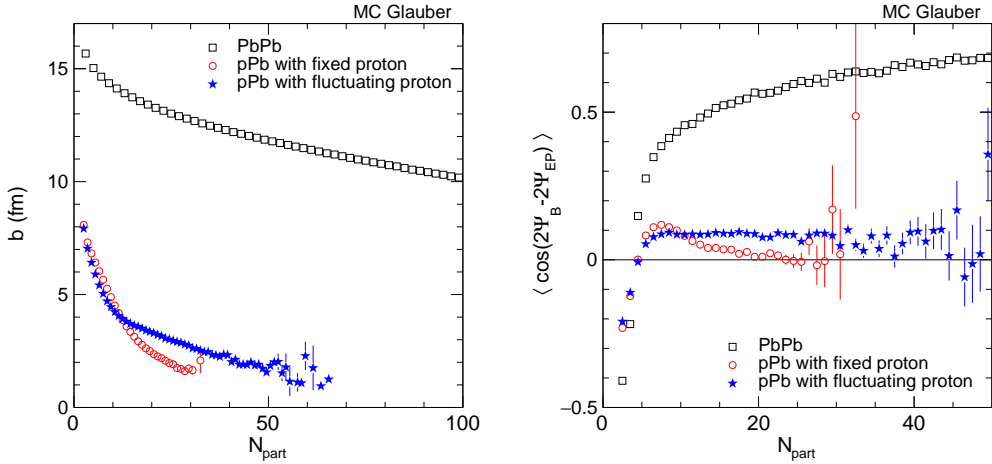 MC Glauber
PbPb
pPb with fixed proton
pPb with fluctuating proton
b (fm)
15
10
5
0
0
50
100
N_part
MC Glauber
⟨ cos(2Ψ_B -2Ψ_EP) ⟩
0.5
0
−0.5
PbPb
pPb with fixed proton
pPb with fluctuating proton
0
20
40
N_part